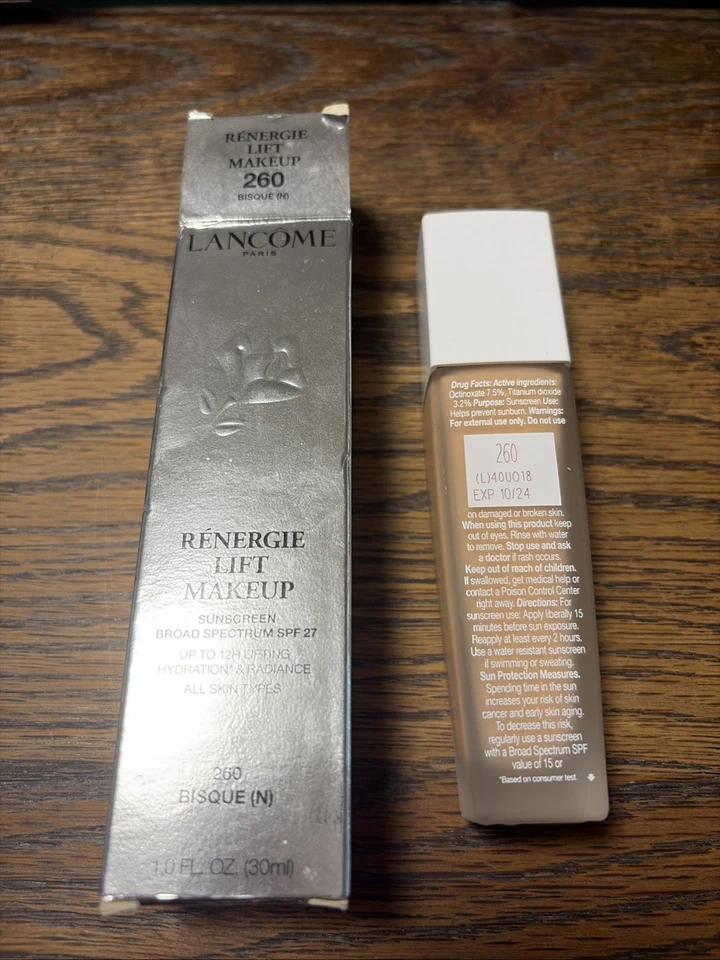 RÉNERGIE
LIFT
MAKEUP
260
BISQUE (N)
LANCÔME
PARIS
RÉNERGIE
LIFT
MAKEUP
SUNSCREEN
BROAD SPECTRUM SPF 27
UP TO 12H LIFTING
HYDRATION* & RADIANCE
ALL SKIN TYPES
260
BISQUE (N)
1.0 FL. OZ. (30ml)
Drug Facts: Active ingredients:
Octinoxate 7.5%, Titanium dioxide
3.2% Purpose: Sunscreen Use:
Helps prevent sunburn. Warnings:
For external use only. Do not use
260
(L)40U018
EXP 10/24
on damaged or broken skin.
When using this product keep
out of eyes. Rinse with water
to remove. Stop use and ask
a doctor if rash occurs.
Keep out of reach of children.
If swallowed, get medical help or
contact a Poison Control Center
right away. Directions: For
sunscreen use: Apply liberally 15
minutes before sun exposure.
Reapply at least every 2 hours.
Use a water resistant sunscreen
if swimming or sweating.
Sun Protection Measures.
Spending time in the sun
increases your risk of skin
cancer and early skin aging.
To decrease this risk,
regularly use a sunscreen
with a Broad Spectrum SPF
value of 15 or
*Based on consumer test.